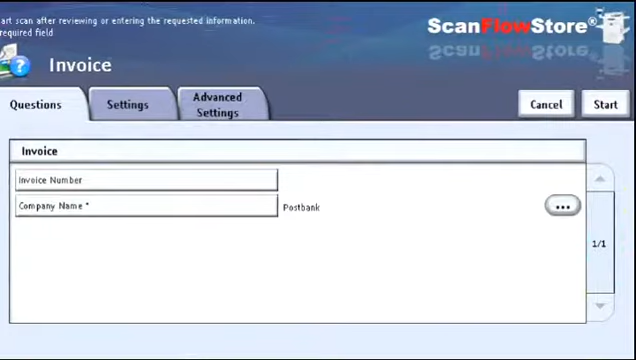 art scan after reviewing or entering the requested information.
required field
ScanFlowStore®
Invoice
Questions
Settings
Advanced
Settings
Cancel
Start
Invoice
Invoice Number
Company Name *
Postbank
...
1/1